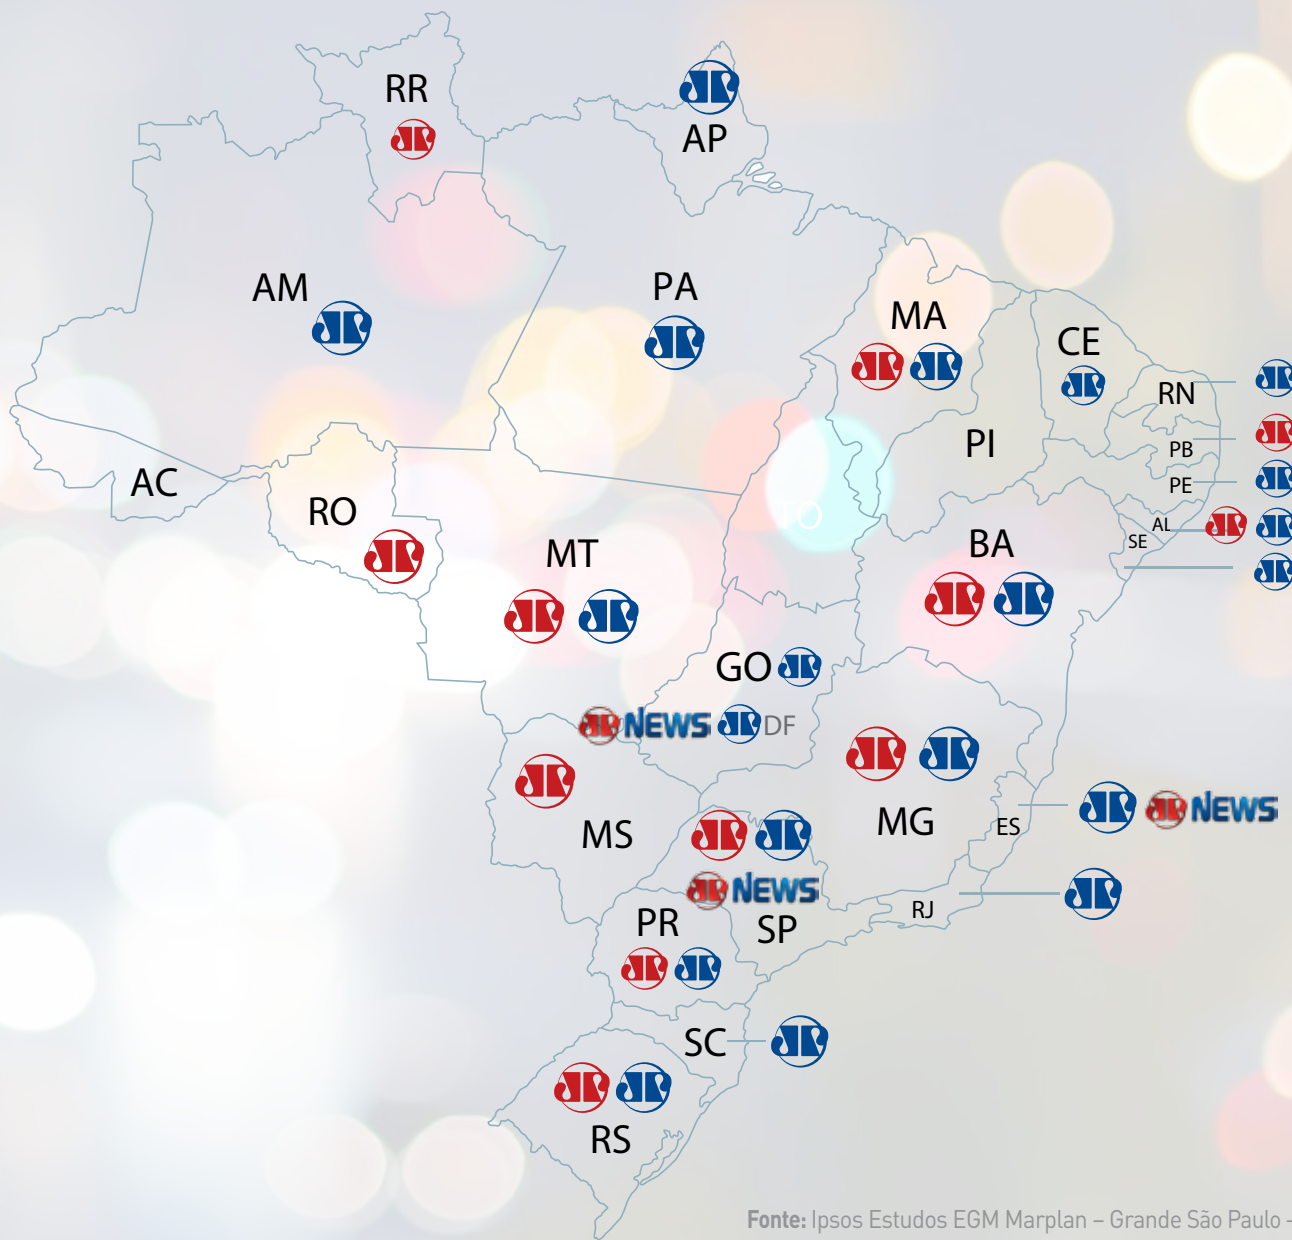 RR
AP
AM
PA
MA
CE
RN
PI
PB
PE
AC
RO
AL
TO
SE
MT
BA
GO
NEWS
DF
MG
ES
NEWS
MS
NEWS
RJ
PR
SP
SC
RS
Fonte: Ipsos Estudos EGM Marplan – Grande São Paulo -